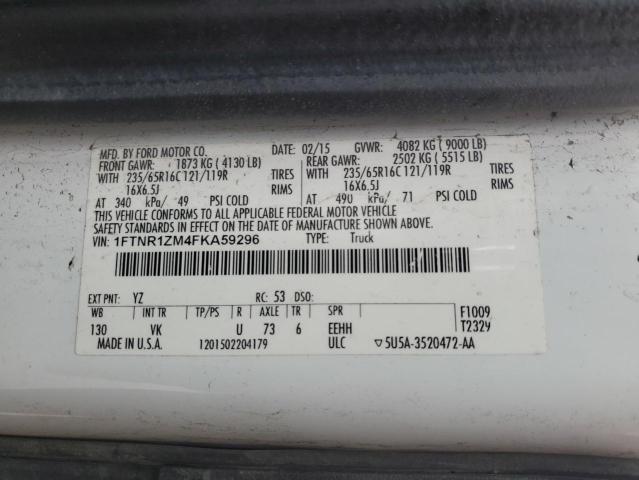 MFD. BY FORD MOTOR CO. DATE: 02/15 GVWR: 4082 KG ( 9000 LB)
FRONT GAWR: 1873 KG ( 4130 LB) REAR GAWR: 2502 KG ( 5515 LB)
WITH 235/65R16C 121/119R TIRES 235/65R16C 121/119R TIRES
16X6.5J RIMS 16X6.5J RIMS
AT 340 kPa/ 49 PSI COLD AT 490 kPa/ 71 PSI COLD
THIS VEHICLE CONFORMS TO ALL APPLICABLE FEDERAL MOTOR VEHICLE
SAFETY STANDARDS IN EFFECT ON THE DATE OF MANUFACTURE SHOWN ABOVE.
VIN: 1FTNR1ZM4FKA59296 TYPE: Truck
EXT PNT: YZ RC: 53 DSO:
WB INT TR TP/PS R AXLE TR SPR F1009
130 VK U 73 6 EEHH T2329
MADE IN U.S.A. 1201502204179 ULC ▽5U5A-3520472-AA